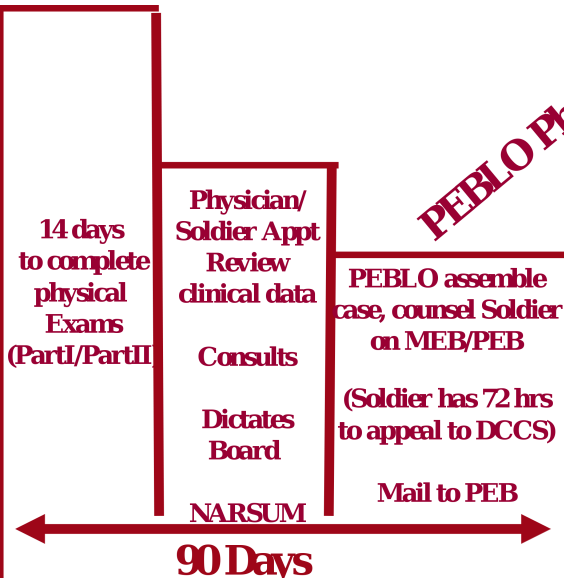 PEBLO
14 days
to complete
physical
Exams
(PartI/PartII)
Physician/
Soldier Appt
Review
clinical data
Consults
Dictates
Board
NARSUM
PEBLO assemble
case, counsel Soldier
on MEB/PEB
(Soldier has 72 hrs
to appeal to DCCS)
Mail to PEB
90 Days